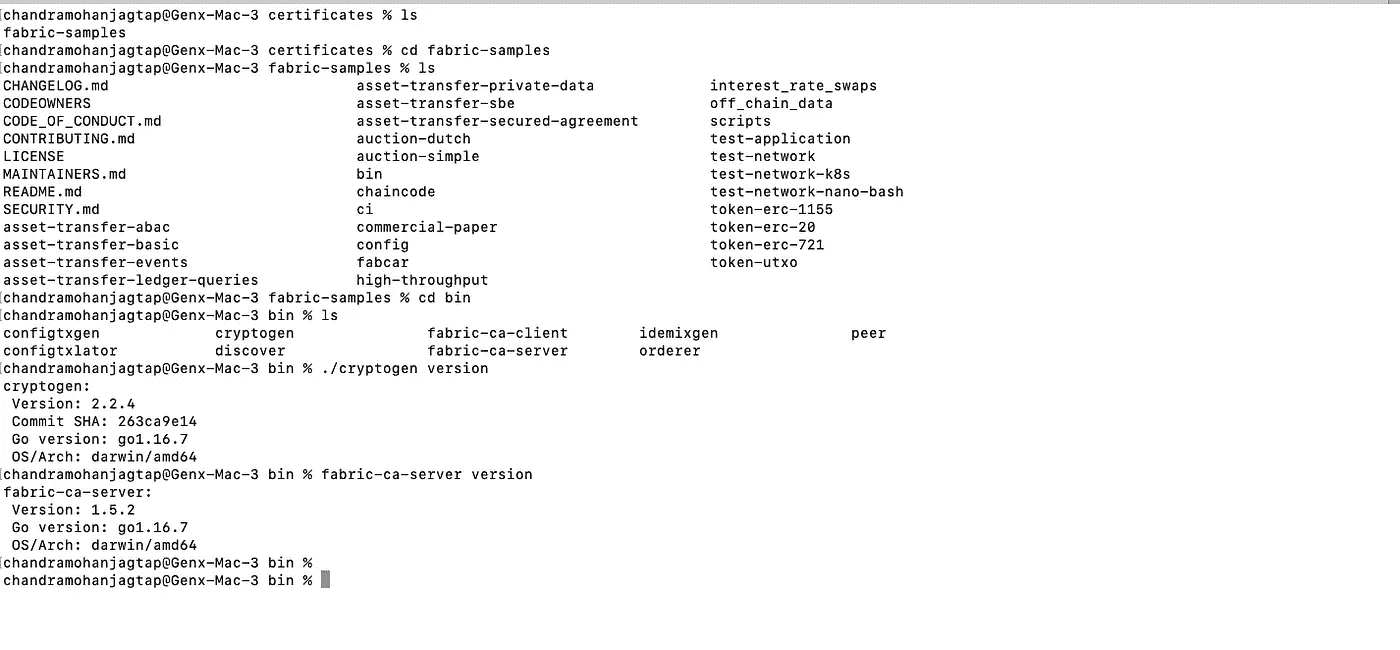 [chandramohanjagtap@Genx-Mac-3 certificates % ls
fabric-samples
[chandramohanjagtap@Genx-Mac-3 certificates % cd fabric-samples
[chandramohanjagtap@Genx-Mac-3 fabric-samples % ls
CHANGELOG.md asset-transfer-private-data interest_rate_swaps
CODEOWNERS asset-transfer-sbe off_chain_data
CODE_OF_CONDUCT.md asset-transfer-secured-agreement scripts
CONTRIBUTING.md auction-dutch test-application
LICENSE auction-simple test-network
MAINTAINERS.md bin test-network-k8s
README.md chaincode test-network-nano-bash
SECURITY.md ci token-erc-1155
asset-transfer-abac commercial-paper token-erc-20
asset-transfer-basic config token-erc-721
asset-transfer-events fabcar token-utxo
asset-transfer-ledger-queries high-throughput
[chandramohanjagtap@Genx-Mac-3 fabric-samples % cd bin
[chandramohanjagtap@Genx-Mac-3 bin % ls
configtxgen cryptogen fabric-ca-client idemixgen peer
configtxlator discover fabric-ca-server orderer
[chandramohanjagtap@Genx-Mac-3 bin % ./cryptogen version
cryptogen:
Version: 2.2.4
Commit SHA: 263ca9e14
Go version: go1.16.7
OS/Arch: darwin/amd64
[chandramohanjagtap@Genx-Mac-3 bin % fabric-ca-server version
fabric-ca-server:
Version: 1.5.2
Go version: go1.16.7
OS/Arch: darwin/amd64
[chandramohanjagtap@Genx-Mac-3 bin %
chandramohanjagtap@Genx-Mac-3 bin %